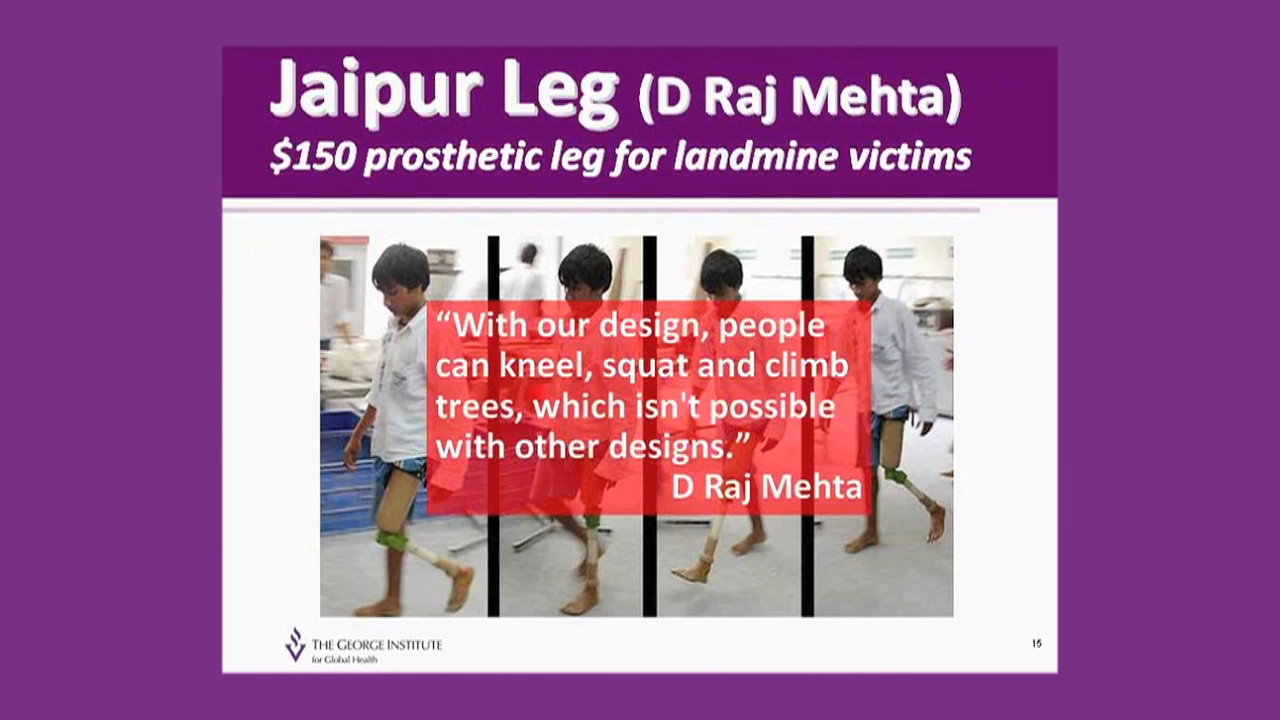 Jaipur Leg (D Raj Mehta)
$150 prosthetic leg for landmine victims
“With our design, people
can kneel, squat and climb
trees, which isn't possible
with other designs.”
D Raj Mehta
THE GEORGE INSTITUTE
for Global Health
15